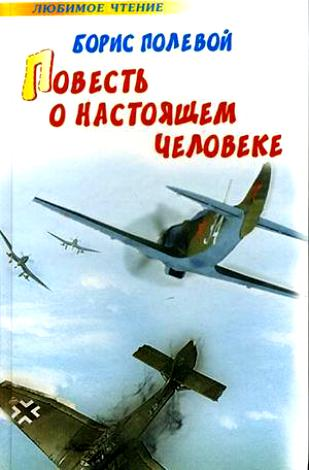 ЛЮБИМОЕ ЧТЕНИЕ
БОРИС ПОЛЕВОЙ
ПОВЕСТЬ
О НАСТОЯЩЕМ
ЧЕЛОВЕКЕ